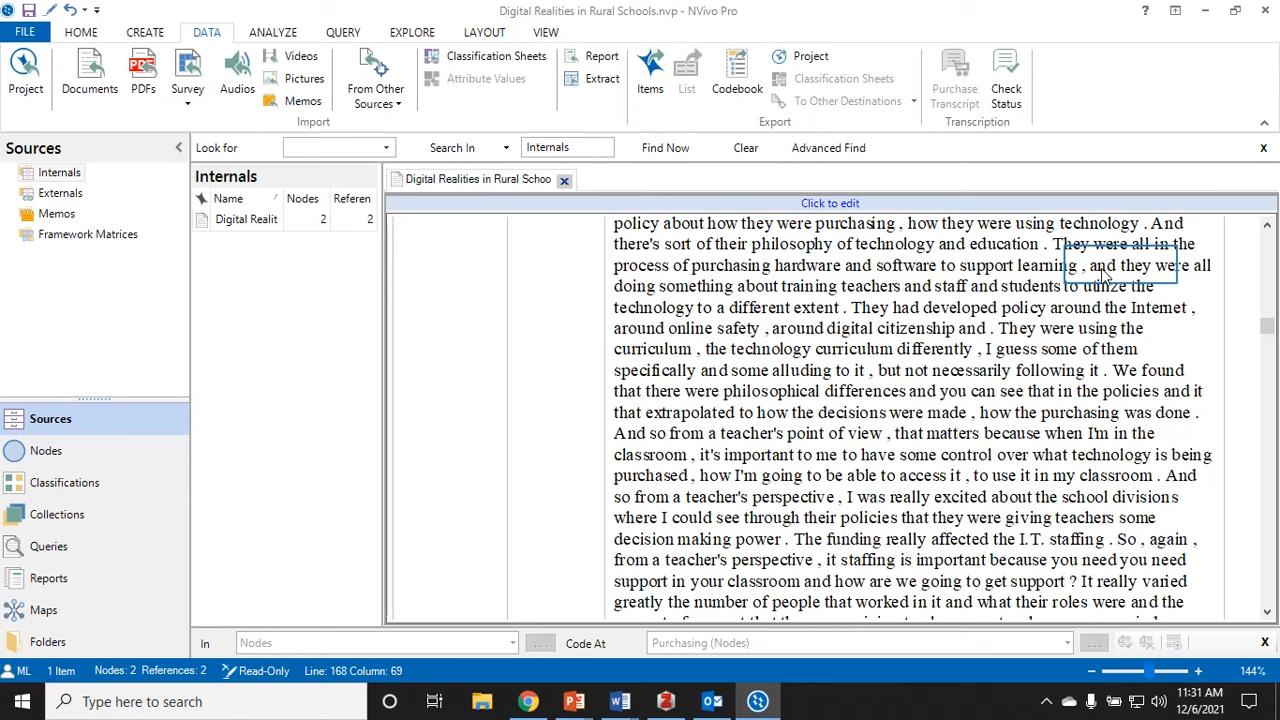 Digital Realities in Rural Schools.nvp - NVivo Pro
FILE HOME CREATE DATA ANALYZE QUERY EXPLORE LAYOUT VIEW
Project
Documents
PDFs
Survey
Audios
Videos
Pictures
Memos
From Other Sources
Import
Classification Sheets
Attribute Values
Report
Extract
Items
List
Codebook
Project
Classification Sheets
To Other Destinations
Export
Purchase Transcript
Check Status
Transcription
Sources
Look for Search In Internals Find Now Clear Advanced Find x
Internals
Externals
Memos
Framework Matrices
Internals
Name Nodes Referen
Digital Realit 2 2
Digital Realities in Rural Schoo
Click to edit
policy about how they were purchasing , how they were using technology . And
there's sort of their philosophy of technology and education . They were all in the
process of purchasing hardware and software to support learning , and they were all
doing something about training teachers and staff and students to utilize the
technology to a different extent . They had developed policy around the Internet ,
around online safety , around digital citizenship and . They were using the
curriculum , the technology curriculum differently , I guess some of them
specifically and some alluding to it , but not necessarily following it . We found
that there were philosophical differences and you can see that in the policies and it
that extrapolated to how the decisions were made , how the purchasing was done .
And so from a teacher's point of view , that matters because when I'm in the
classroom , it's important to me to have some control over what technology is being
purchased , how I'm going to be able to access it , to use it in my classroom . And
so from a teacher's perspective , I was really excited about the school divisions
where I could see through their policies that they were giving teachers some
decision making power . The funding really affected the I.T. staffing . So , again ,
from a teacher's perspective , it staffing is important because you need you need
support in your classroom and how are we going to get support ? It really varied
greatly the number of people that worked in it and what their roles were and the
Sources
Nodes
Classifications
Collections
Queries
Reports
Maps
Folders
In Nodes ... Code At Purchasing (Nodes) ... x
ML 1 Item Nodes: 2 References: 2 Read-Only Line: 168 Column: 69 144%
Type here to search
11:31 AM
12/6/2021